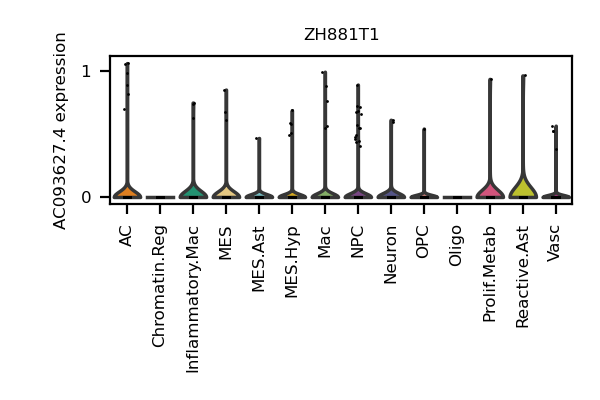 ZH881T1
AC093627.4 expression
1
0
AC
Chromatin.Reg
Inflammatory.Mac
MES
MES.Ast
MES.Hyp
Mac
NPC
Neuron
OPC
Oligo
Prolif.Metab
Reactive.Ast
Vasc